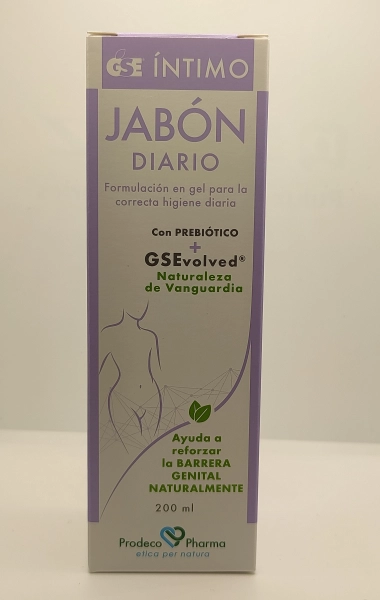 GSE ÍNTIMO
JABÓN
DIARIO
Formulación en gel para la
correcta higiene diaria
Con PREBIÓTICO
+
GSEvolved®
Naturaleza
de Vanguardia
Ayuda a
reforzar
la BARRERA
GENITAL
NATURALMENTE
200 ml
Prodeco Pharma
etica per natura